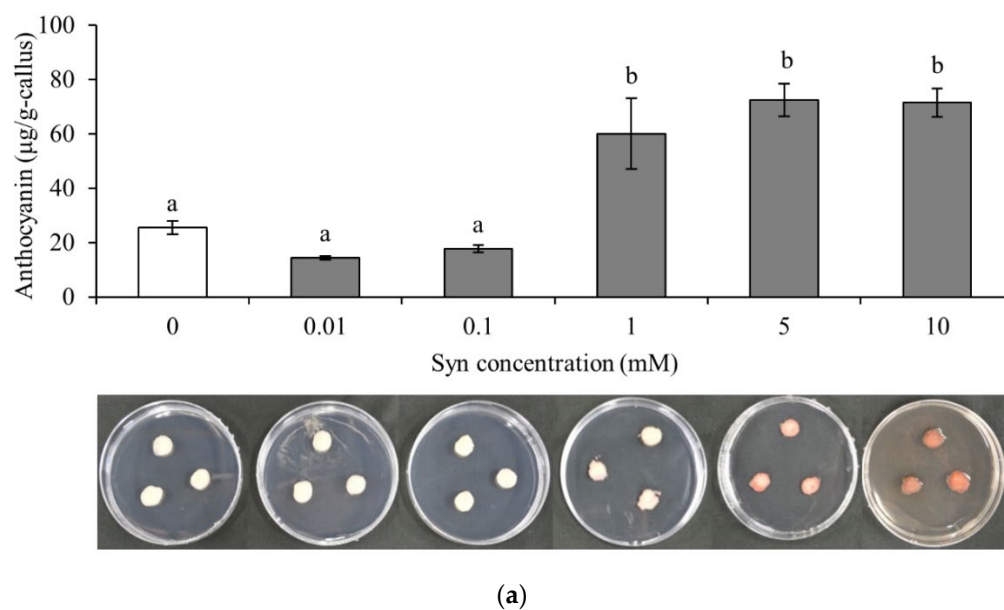 100
80
60
40
20
0
Anthocyanin (µg/g-callus)
a
a
a
b
b
b
0 0.01 0.1 1 5 10
Syn concentration (mM)
(a)